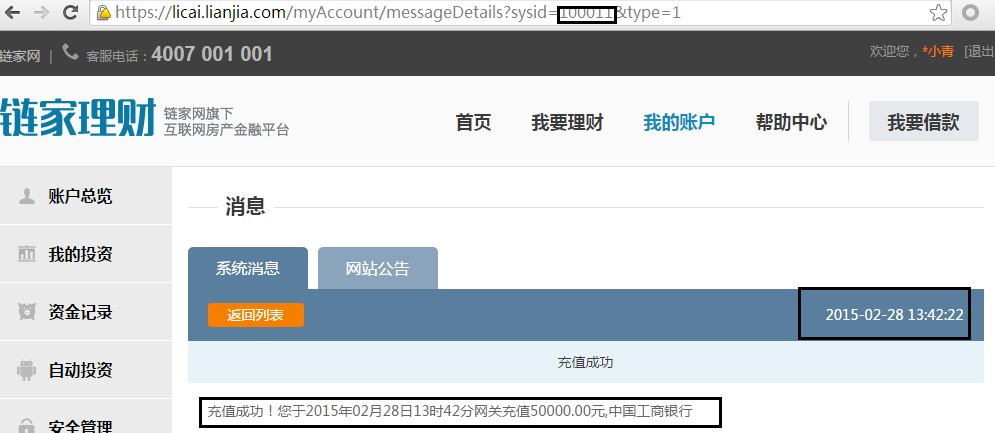 https://licai.lianjia.com/myAccount/messageDetails?sysid=100011&type=1
链家网 | 客服电话：4007 001 001 欢迎您，*小青 [退出
链家理财 链家网旗下
互联网房产金融平台
首页 我要理财 我的账户 帮助中心 我要借款
账户总览
我的投资
资金记录
自动投资
安全管理
消息
系统消息 网站公告
返回列表 2015-02-28 13:42:22
充值成功
充值成功！您于2015年02月28日13时42分网关充值50000.00元,中国工商银行